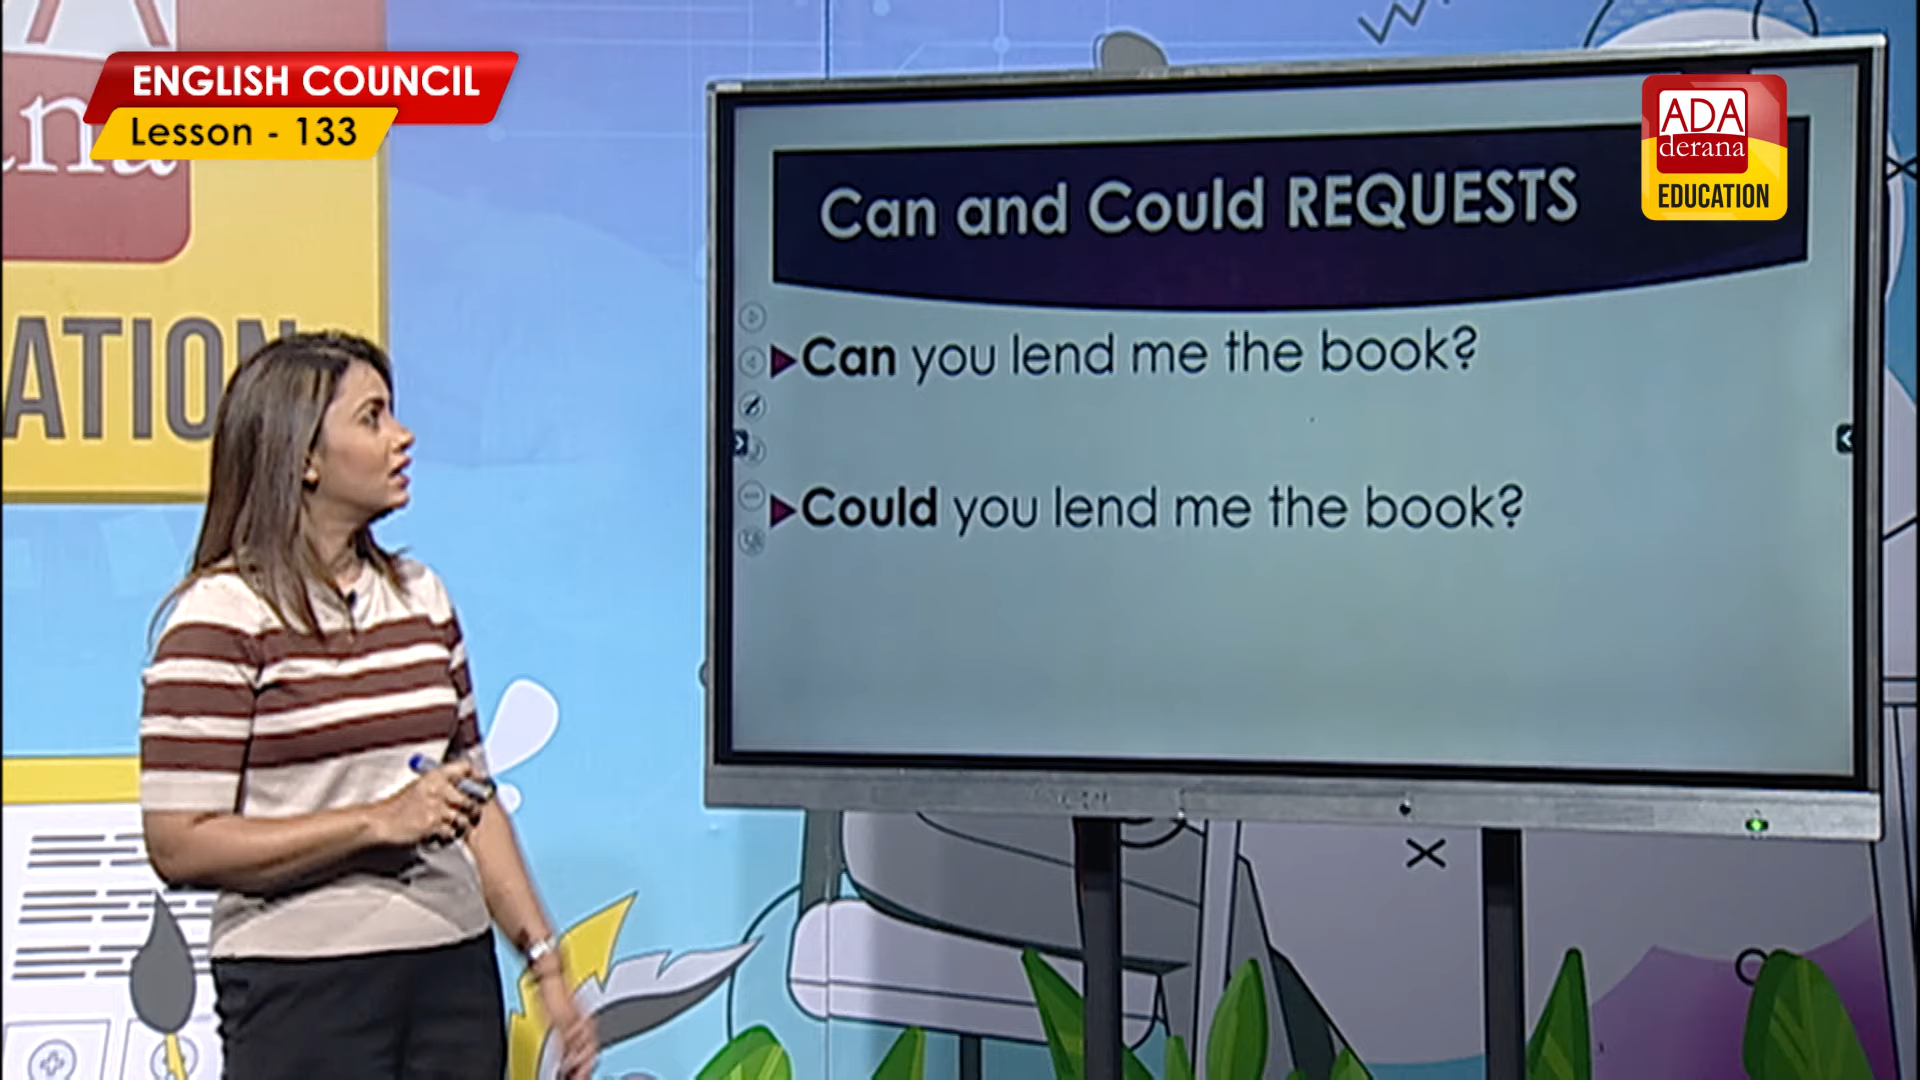 ENGLISH COUNCIL
Lesson - 133
ADA
derana
EDUCATION
Can and Could REQUESTS
Can you lend me the book?
Could you lend me the book?